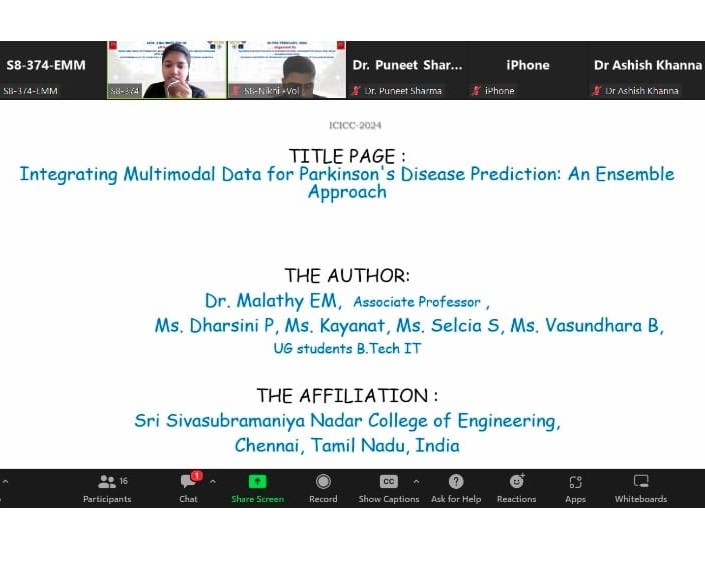 S8-374-EMM
Dr. Puneet Shar...
iPhone
Dr Ashish Khanna
S8-374-EMM
S8-374
Dr. Puneet Sharma
iPhone
Dr Ashish Khanna
ICICC-2024
TITLE PAGE :
Integrating Multimodal Data for Parkinson's Disease Prediction: An Ensemble
Approach
THE AUTHOR:
Dr. Malathy EM, Associate Professor ,
Ms. Dharsini P, Ms. Kayanat, Ms. Selcia S, Ms. Vasundhara B,
UG students B.Tech IT
THE AFFILIATION :
Sri Sivasubramaniya Nadar College of Engineering,
Chennai, Tamil Nadu, India
16
1
CC
Participants
Chat
Share Screen
Record
Show Captions
Ask for Help
Reactions
Apps
Whiteboards